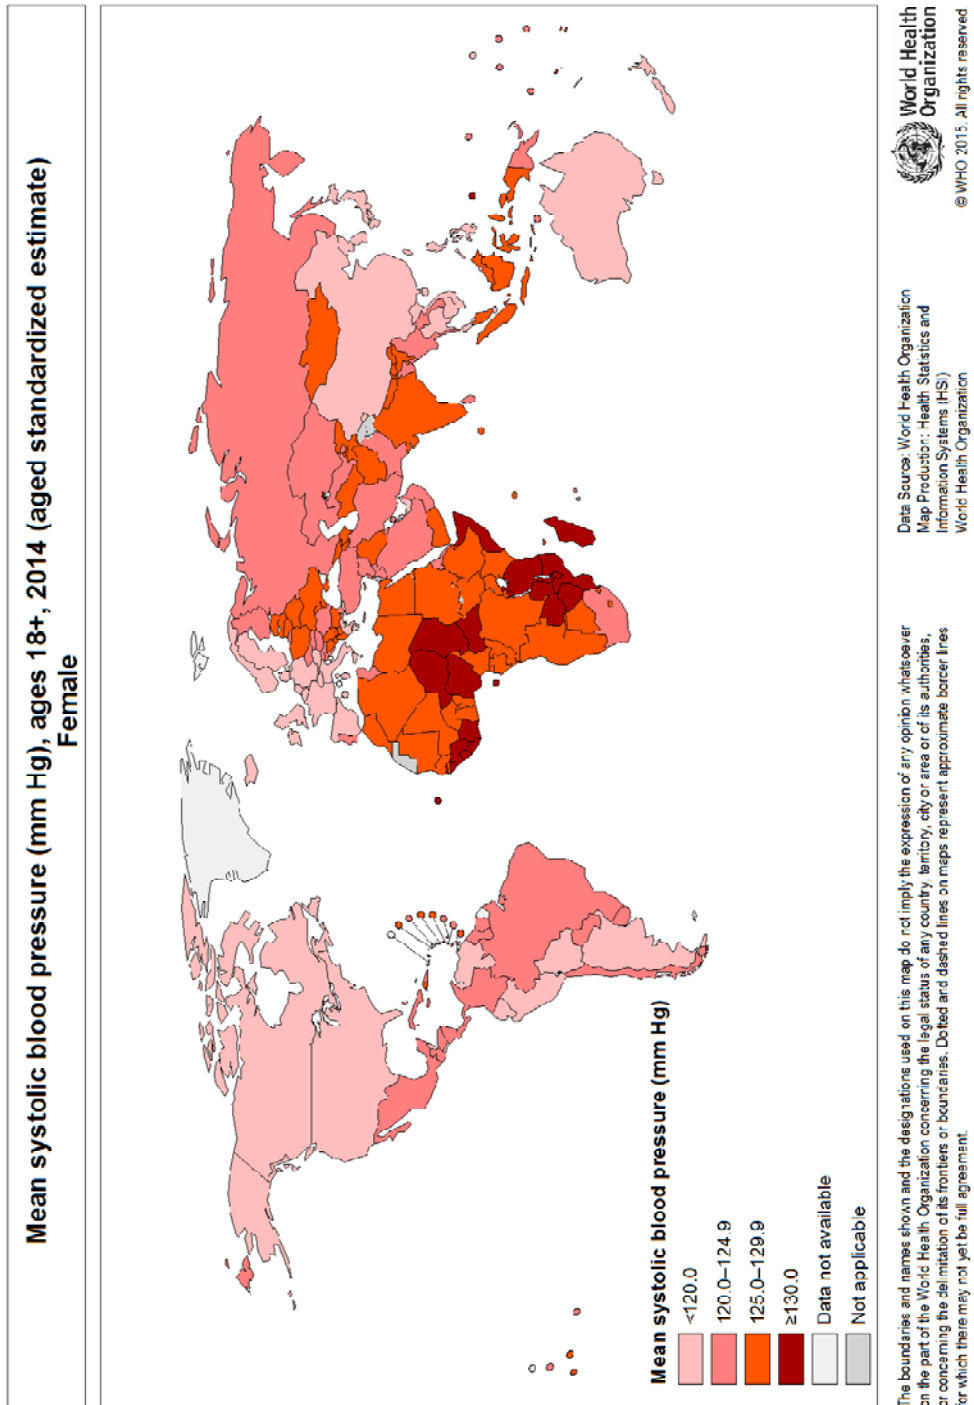 Mean systolic blood pressure (mm Hg), ages 18+, 2014 (aged standardized estimate)
Female
Mean systolic blood pressure (mm Hg)
<120.0
120.0–124.9
125.0–129.9
≥130.0
Data not available
Not applicable
The boundaries and names shown and the designations used on this map do not imply the expression of any opinion whatsoever
on the part of the World Health Organization concerning the legal status of any country, territory, city or area or of its authorities,
or concerning the delimitation of its frontiers or boundaries. Dotted and dashed lines on maps represent approximate border lines
for which there may not yet be full agreement.
Data Source: World Health Organization
Map Production: Health Statistics and
Information Systems (HSI)
World Health Organization
World Health
Organization
© WHO 2015. All rights reserved